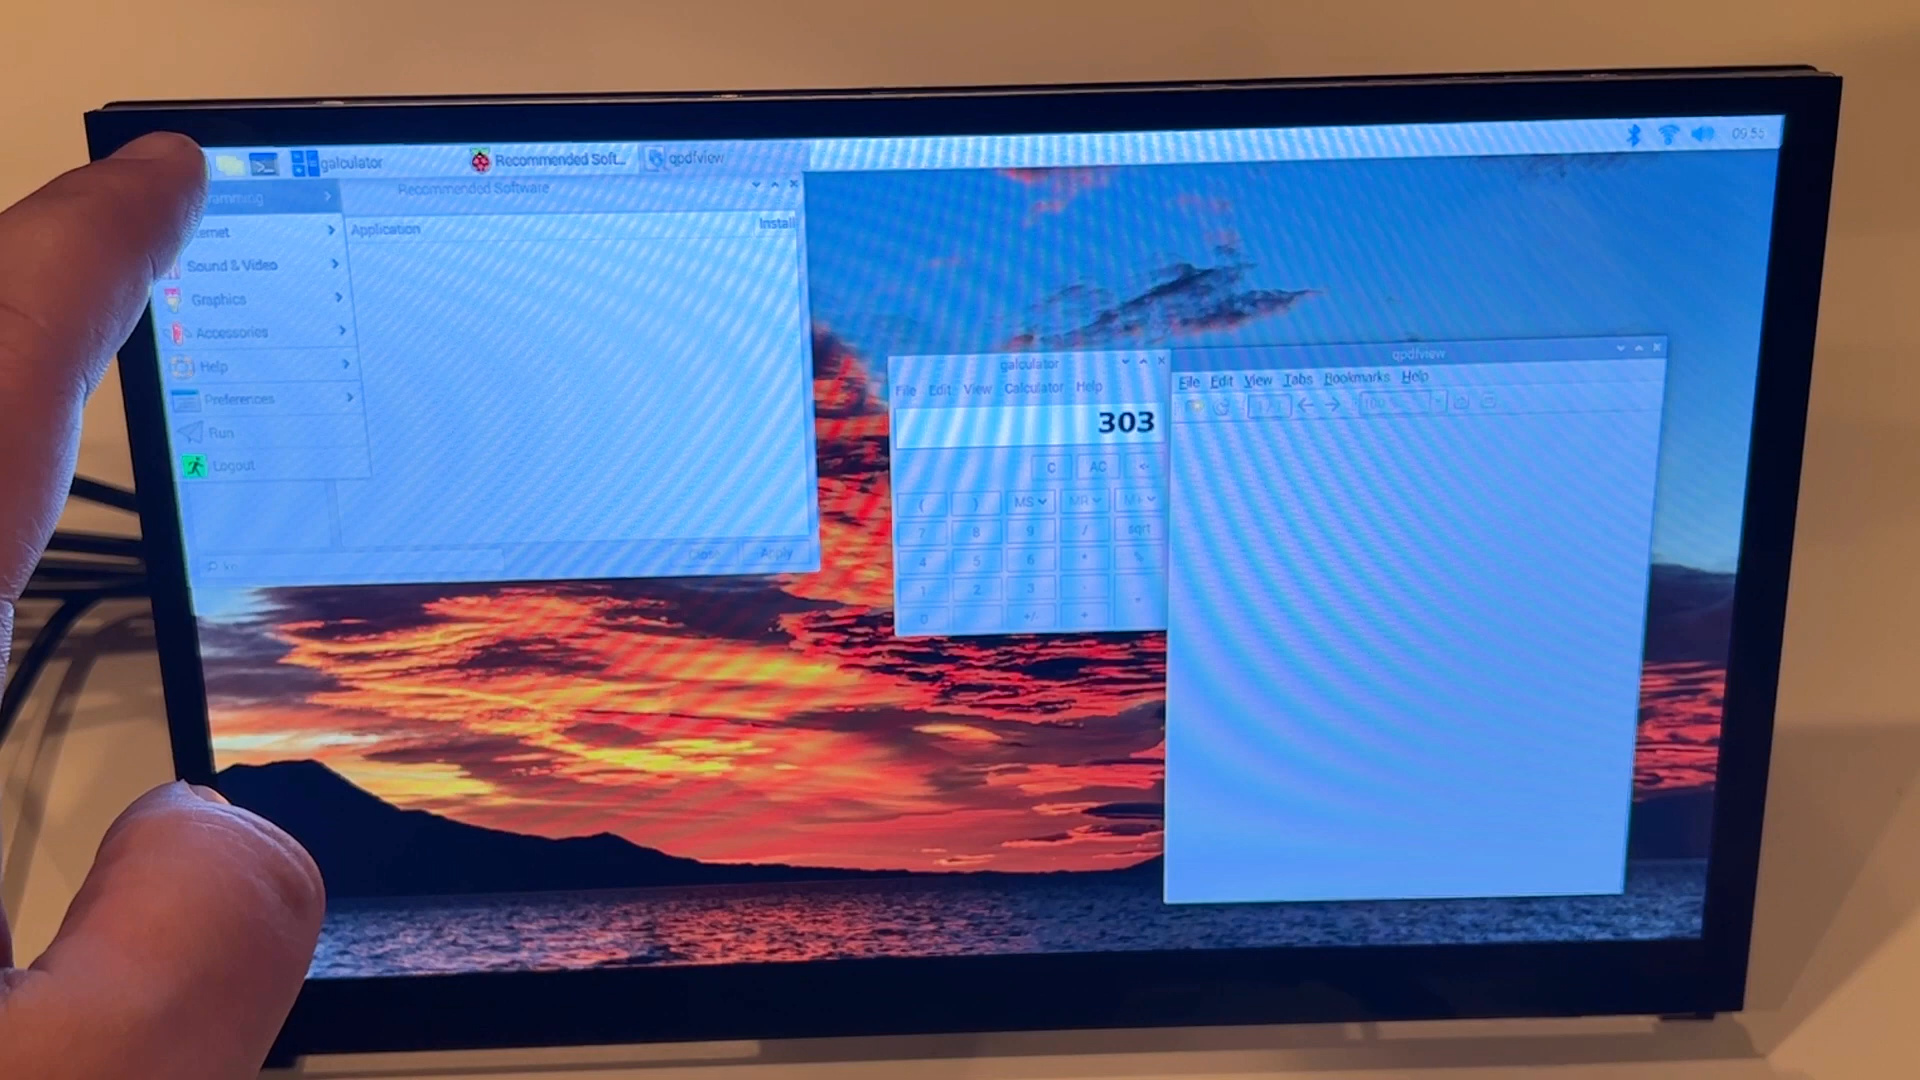 galculator Recommended Soft... qpdfview 09:55
Recommended Software
Application Install
Sound & Video
Graphics
Accessories
Help
Preferences
Run
Logout
Close Apply
galculator
File Edit View Calculator Help
303
C AC <-
( ) MS MR M+
7 8 9 / sqrt
4 5 6 * %
1 2 3 -
0 +/- +
qpdfview
File Edit View Tabs Bookmarks Help